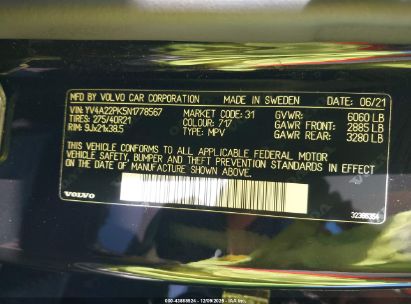 MFD BY VOLVO CAR CORPORATION MADE IN SWEDEN DATE 06/21
VIN: YV4A22PK5N1778567 MARKET CODE: 31 GVWR: 6060 LB
TIRES: 275/40R21 COLOUR: 717 GAWR FRONT: 2885 LB
RIM: 9Jx21x38.5 TYPE: MPV GAWR REAR: 3280 LB
THIS VEHICLE CONFORMS TO ALL APPLICABLE FEDERAL MOTOR
VEHICLE SAFETY, BUMPER AND THEFT PREVENTION STANDARDS IN EFFECT
ON THE DATE OF MANUFACTURE SHOWN ABOVE.
VOLVO